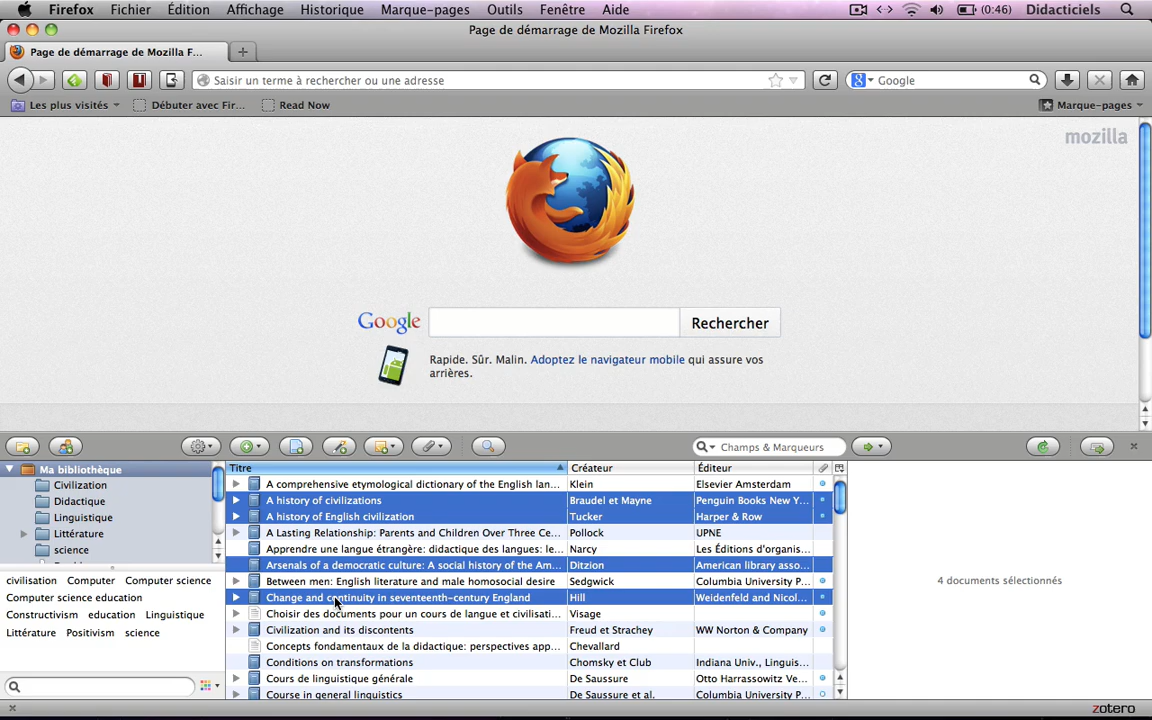 Firefox Fichier Édition Affichage Historique Marque-pages Outils Fenêtre Aide (0:46) Didacticiels
Page de démarrage de Mozilla Firefox
Page de démarrage de Mozilla F...
Saisir un terme à rechercher ou une adresse Google
Les plus visités Débuter avec Fir... Read Now Marque-pages
mozilla
Google Rechercher
Rapide. Sûr. Malin. Adoptez le navigateur mobile qui assure vos
arrières.
Champs & Marqueurs
Ma bibliothèque
Civilization
Didactique
Linguistique
Littérature
science
civilisation Computer Computer science
Computer science education
Constructivism education Linguistique
Littérature Positivism science
Titre Créateur Éditeur
A comprehensive etymological dictionary of the English lan... Klein Elsevier Amsterdam
A history of civilizations Braudel et Mayne Penguin Books New Y...
A history of English civilization Tucker Harper & Row
A Lasting Relationship: Parents and Children Over Three Ce... Pollock UPNE
Apprendre une langue étrangère: didactique des langues: le... Narcy Les Éditions d'organis...
Arsenals of a democratic culture: A social history of the Am... Ditzion American library asso...
Between men: English literature and male homosocial desire Sedgwick Columbia University P...
Change and continuity in seventeenth-century England Hill Weidenfeld and Nicol...
Choisir des documents pour un cours de langue et civilisati... Visage
Civilization and its discontents Freud et Strachey WW Norton & Company
Concepts fondamentaux de la didactique: perspectives app... Chevallard
Conditions on transformations Chomsky et Club Indiana Univ., Linguis...
Cours de linguistique générale De Saussure Otto Harrassowitz Ve...
Course in general linguistics De Saussure et al. Columbia University P...
4 documents sélectionnés
zotero